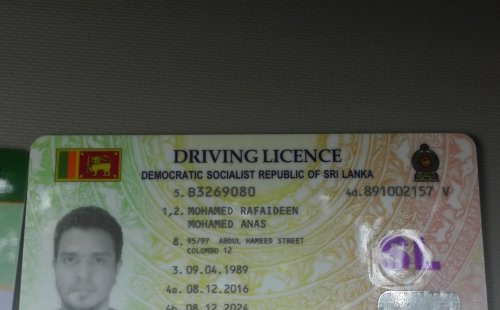 DRIVING LICENCE
DEMOCRATIC SOCIALIST REPUBLIC OF SRI LANKA
5. B3269080 4d. 891002157 V
1,2. MOHAMED RAFAIDEEN
MOHAMED ANAS
8. 95/97 ABDUL HAMEED STREET
COLOMBO 12
SL
3. 09.04.1989
4a. 08.12.2016
4b. 08.12.2024